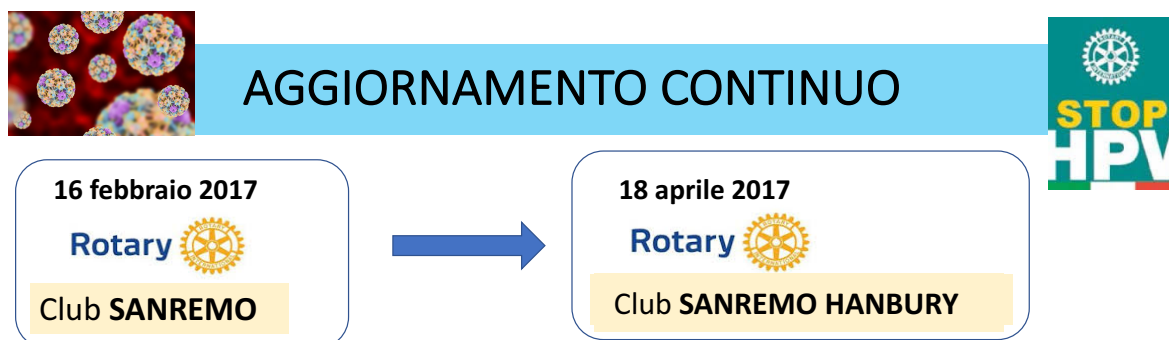 AGGIORNAMENTO CONTINUO
STOP
HPV
16 febbraio 2017
Rotary
Club SANREMO
18 aprile 2017
Rotary
Club SANREMO HANBURY